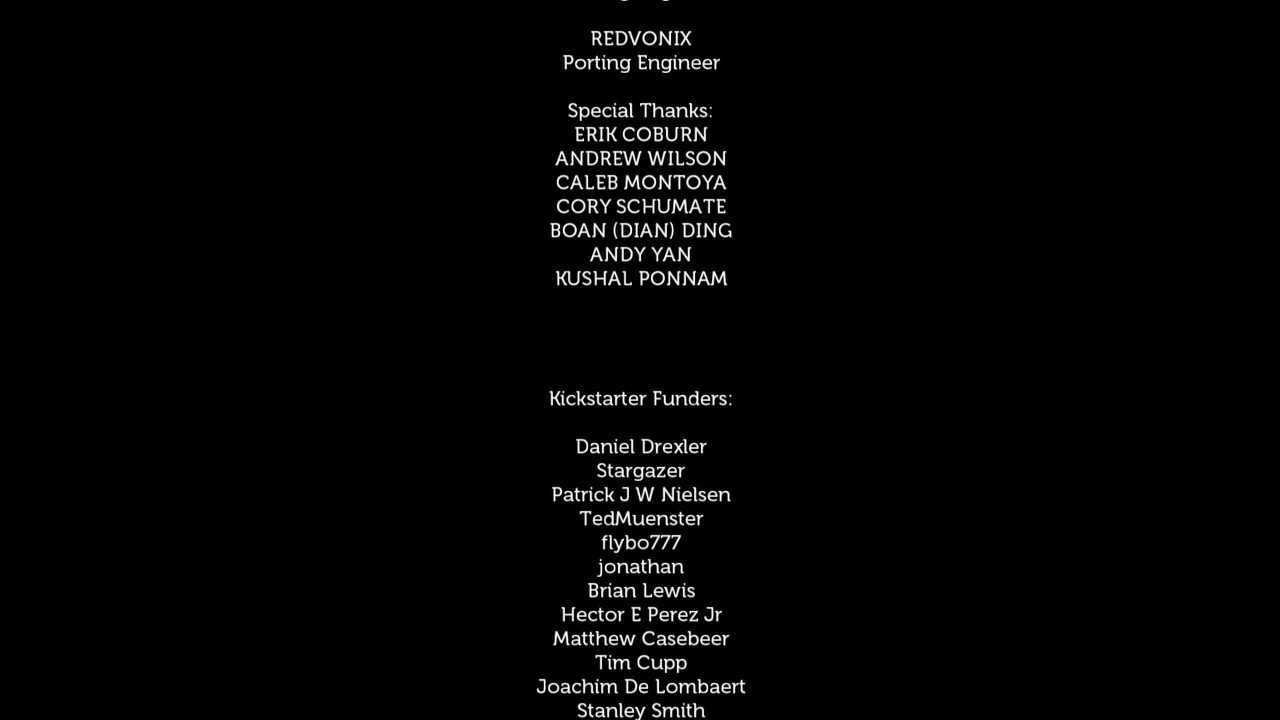 REDVONIX
Porting Engineer
Special Thanks:
ERIK COBURN
ANDREW WILSON
CALEB MONTOYA
CORY SCHUMATE
BOAN (DIAN) DING
ANDY YAN
KUSHAL PONNAM
Kickstarter Funders:
Daniel Drexler
Stargazer
Patrick J W Nielsen
TedMuenster
flybo777
jonathan
Brian Lewis
Hector E Perez Jr
Matthew Casebeer
Tim Cupp
Joachim De Lombaert
Stanley Smith